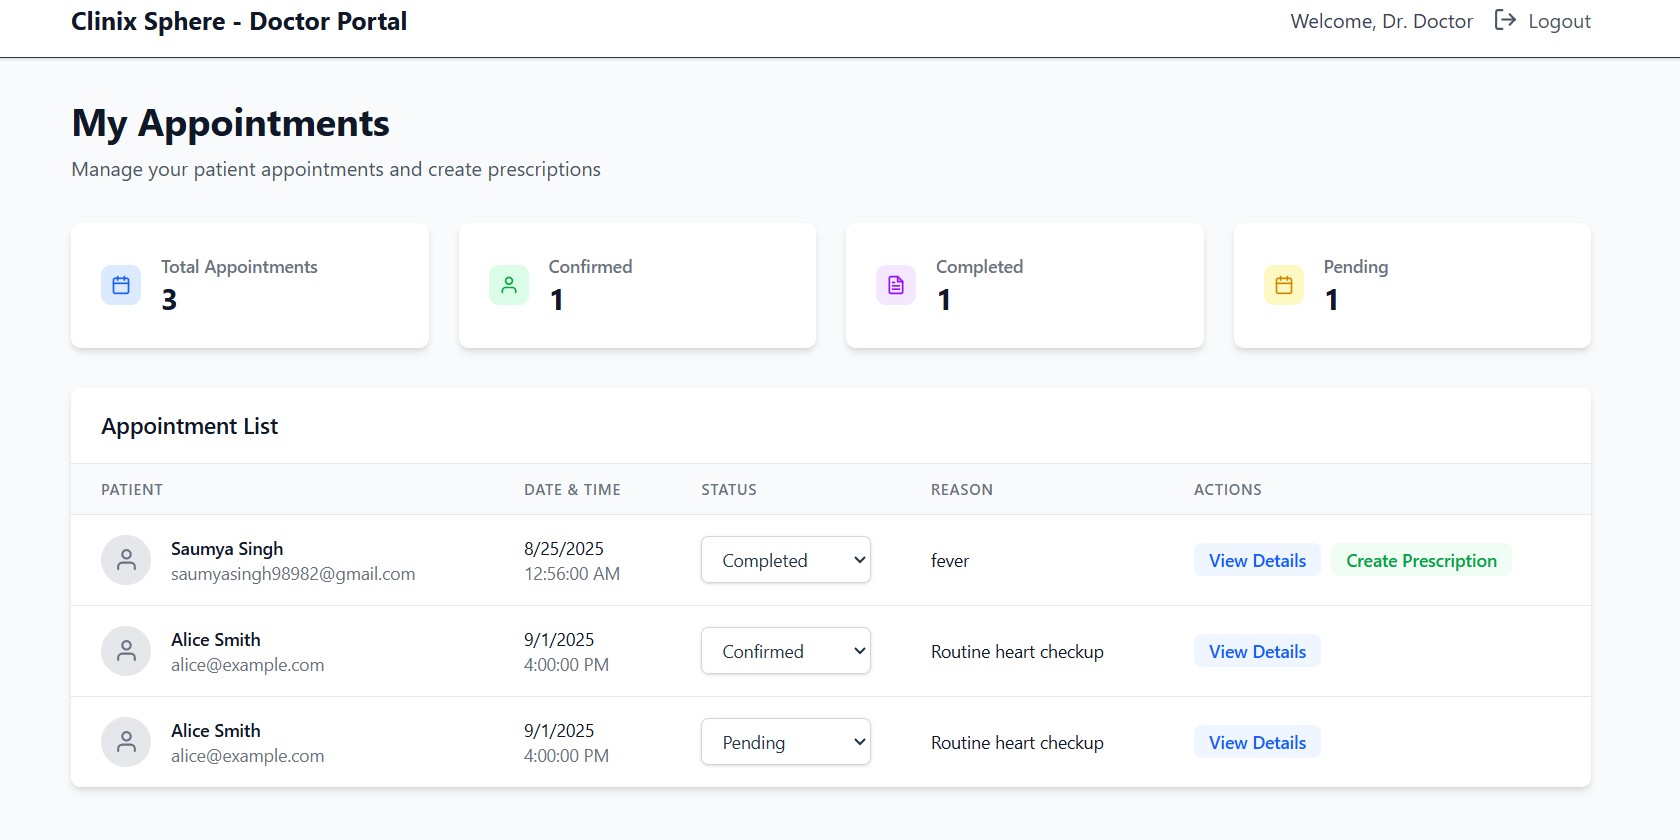 Clinix Sphere - Doctor Portal
Welcome, Dr. Doctor
Logout
My Appointments
Manage your patient appointments and create prescriptions
Total Appointments
3
Confirmed
1
Completed
1
Pending
1
Appointment List
PATIENT DATE & TIME STATUS REASON ACTIONS
Saumya Singh
saumyasingh98982@gmail.com
8/25/2025
12:56:00 AM
Completed
fever
View Details
Create Prescription
Alice Smith
alice@example.com
9/1/2025
4:00:00 PM
Confirmed
Routine heart checkup
View Details
Alice Smith
alice@example.com
9/1/2025
4:00:00 PM
Pending
Routine heart checkup
View Details